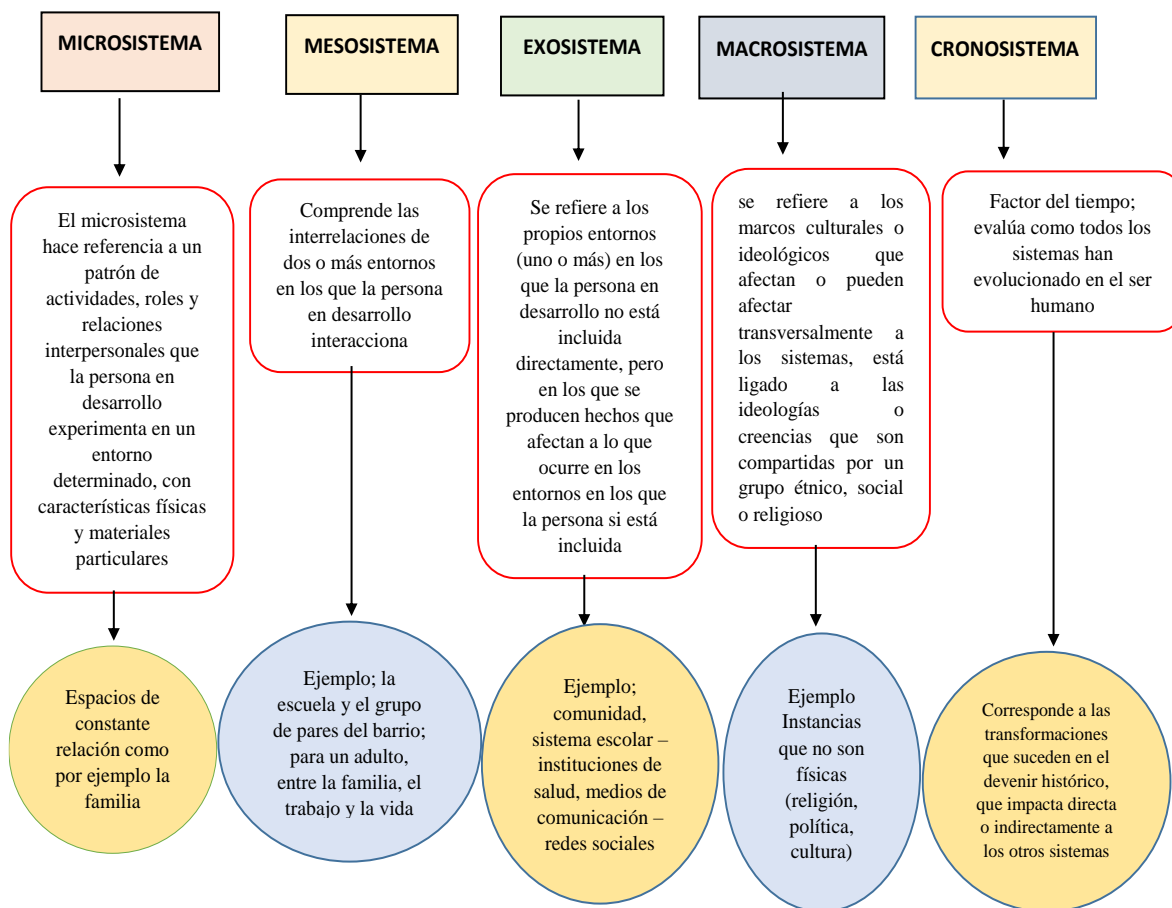 MICROSISTEMA
MESOSISTEMA
EXOSISTEMA
MACROSISTEMA
CRONOSISTEMA
El microsistema
hace referencia a un
patrón de
actividades, roles y
relaciones
interpersonales que
la persona en
desarrollo
experimenta en un
entorno
determinado, con
características físicas
y materiales
particulares
Comprende las
interrelaciones de
dos o más entornos
en los que la persona
en desarrollo
interacciona
Se refiere a los
propios entornos
(uno o más) en los
que la persona en
desarrollo no está
incluida
directamente, pero
en los que se
producen hechos que
afectan a lo que
ocurre en los
entornos en los que
la persona si está
incluida
se refiere a los
marcos culturales o
ideológicos que
afectan o pueden
afectar
transversalmente a
los sistemas, está
ligado a las
ideologías o
creencias que son
compartidas por un
grupo étnico, social
o religioso
Factor del tiempo;
evalúa como todos los
sistemas han
evolucionado en el ser
humano
Espacios de
constante
relación como
por ejemplo la
familia
Ejemplo; la
escuela y el grupo
de pares del barrio;
para un adulto,
entre la familia, el
trabajo y la vida
Ejemplo;
comunidad,
sistema escolar –
instituciones de
salud, medios de
comunicación –
redes sociales
Ejemplo
Instancias
que no son
físicas
(religión,
política,
cultura)
Corresponde a las
transformaciones
que suceden en el
devenir histórico,
que impacta directa
o indirectamente a
los otros sistemas